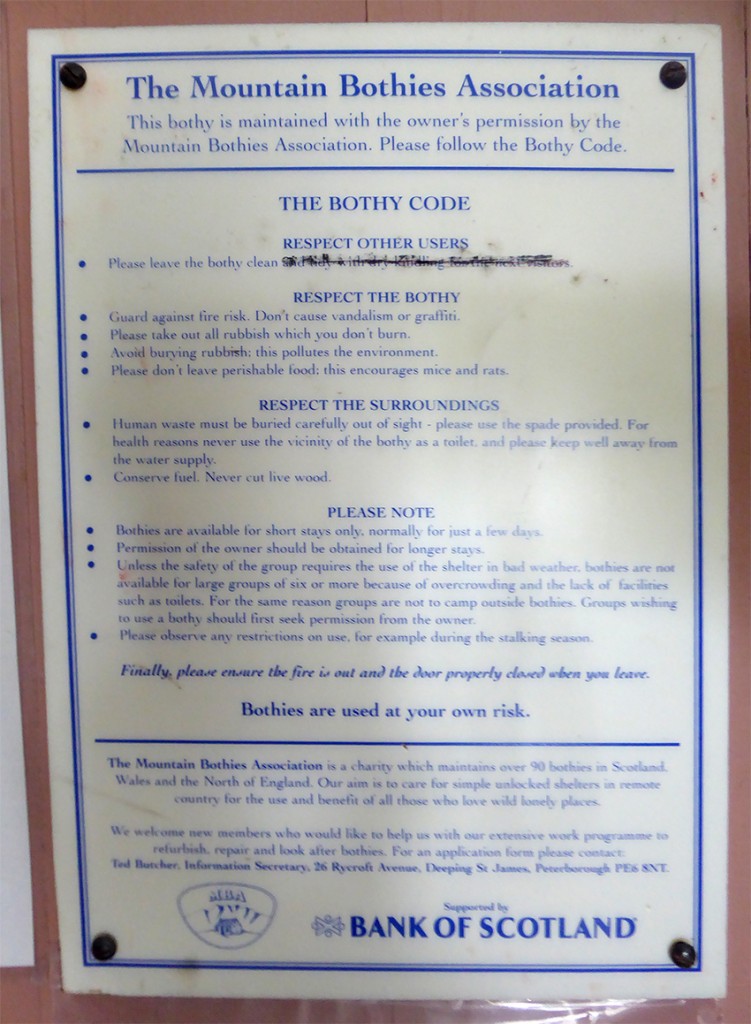 The Mountain Bothies Association
This bothy is maintained with the owner's permission by the
Mountain Bothies Association. Please follow the Bothy Code.
THE BOTHY CODE
RESPECT OTHER USERS
• Please leave the bothy clean and tidy with dry kindling for the next visitors.
RESPECT THE BOTHY
• Guard against fire risk. Don't cause vandalism or graffiti.
• Please take out all rubbish which you don't burn.
• Avoid burying rubbish; this pollutes the environment.
• Please don't leave perishable food; this encourages mice and rats.
RESPECT THE SURROUNDINGS
• Human waste must be buried carefully out of sight - please use the spade provided. For
health reasons never use the vicinity of the bothy as a toilet, and please keep well away from
the water supply.
• Conserve fuel. Never cut live wood.
PLEASE NOTE
• Bothies are available for short stays only, normally for just a few days.
• Permission of the owner should be obtained for longer stays.
• Unless the safety of the group requires the use of the shelter in bad weather, bothies are not
available for large groups of six or more because of overcrowding and the lack of facilities
such as toilets. For the same reason groups are not to camp outside bothies. Groups wishing
to use a bothy should first seek permission from the owner.
• Please observe any restrictions on use, for example during the stalking season.
Finally, please ensure the fire is out and the door properly closed when you leave.
Bothies are used at your own risk.
The Mountain Bothies Association is a charity which maintains over 90 bothies in Scotland,
Wales and the North of England. Our aim is to care for simple unlocked shelters in remote
country for the use and benefit of all those who love wild lonely places.
We welcome new members who would like to help us with our extensive work programme to
refurbish, repair and look after bothies. For an application form please contact:
Ted Butcher, Information Secretary, 26 Rycroft Avenue, Deeping St James, Peterborough PE6 8NT.
MBA
Supported by
BANK OF SCOTLAND